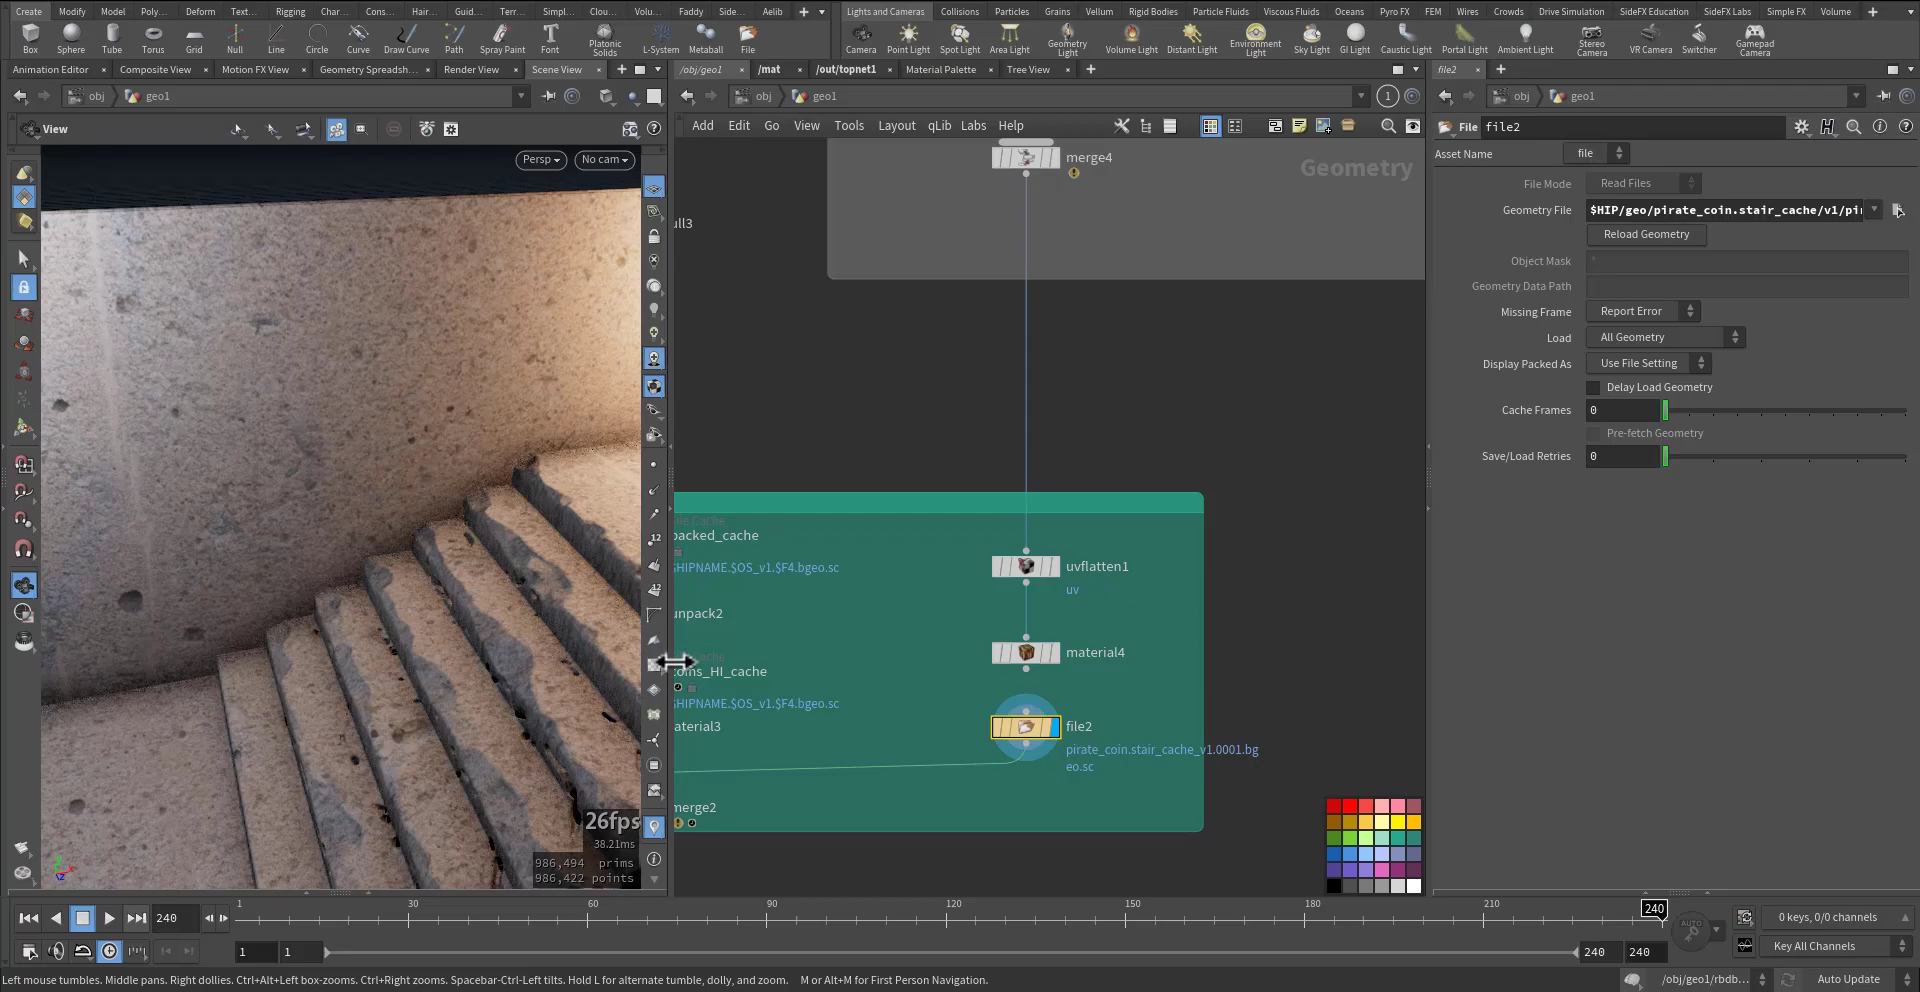 Create Modify Model Poly... Deform Text... Rigging Char... Cons... Hair... Guid... Terr... Simpl... Clou... Volu... Faddy Side... Aelib
Lights and Cameras Collisions Particles Grains Vellum Rigid Bodies Particle Fluids Viscous Fluids Oceans Pyro FX FEM Wires Crowds Drive Simulation SideFX Education SideFX Labs Simple FX Volume
Box Sphere Tube Torus Grid Null Line Circle Curve Draw Curve Path Spray Paint Font Platonic Solids L-System Metaball File
Camera Point Light Spot Light Area Light Geometry Light Volume Light Distant Light Environment Light Sky Light GI Light Caustic Light Portal Light Ambient Light Stereo Camera VR Camera Switcher Gamepad Camera
Animation Editor Composite View Motion FX View Geometry Spreadsh... Render View Scene View
/obj/geo1 /mat /out/topnet1 Material Palette Tree View
file2
obj geo1
obj geo1
1
obj geo1
View
Add Edit Go View Tools Layout qLib Labs Help
File file2
Asset Name file
Persp No cam
Geometry
merge4
ull3
File Mode Read Files
Geometry File $HIP/geo/pirate_coin.stair_cache/v1/pi
Reload Geometry
Object Mask *
Geometry Data Path
Missing Frame Report Error
Load All Geometry
Display Packed As Use File Setting
Delay Load Geometry
Cache Frames 0
Pre-fetch Geometry
Save/Load Retries 0
12
12
File Cache
packed_cache
$HIPNAME.$OS_v1.$F4.bgeo.sc
unpack2
Cache
toms_HI_cache
$HIPNAME.$OS_v1.$F4.bgeo.sc
aterial3
merge2
uvflatten1
uv
material4
file2
pirate_coin.stair_cache_v1.0001.bg
eo.sc
26fps
38.21ms
986,494 prims
986,422 points
240
1 30 60 90 120 150 180 210 240
AUTO
0 keys, 0/0 channels
1 1 240 240
Key All Channels
Left mouse tumbles. Middle pans. Right dollies. Ctrl+Alt+Left box-zooms. Ctrl+Right zooms. Spacebar-Ctrl-Left tilts. Hold L for alternate tumble, dolly, and zoom. M or Alt+M for First Person Navigation.
/obj/geo1/rbdb... Auto Update